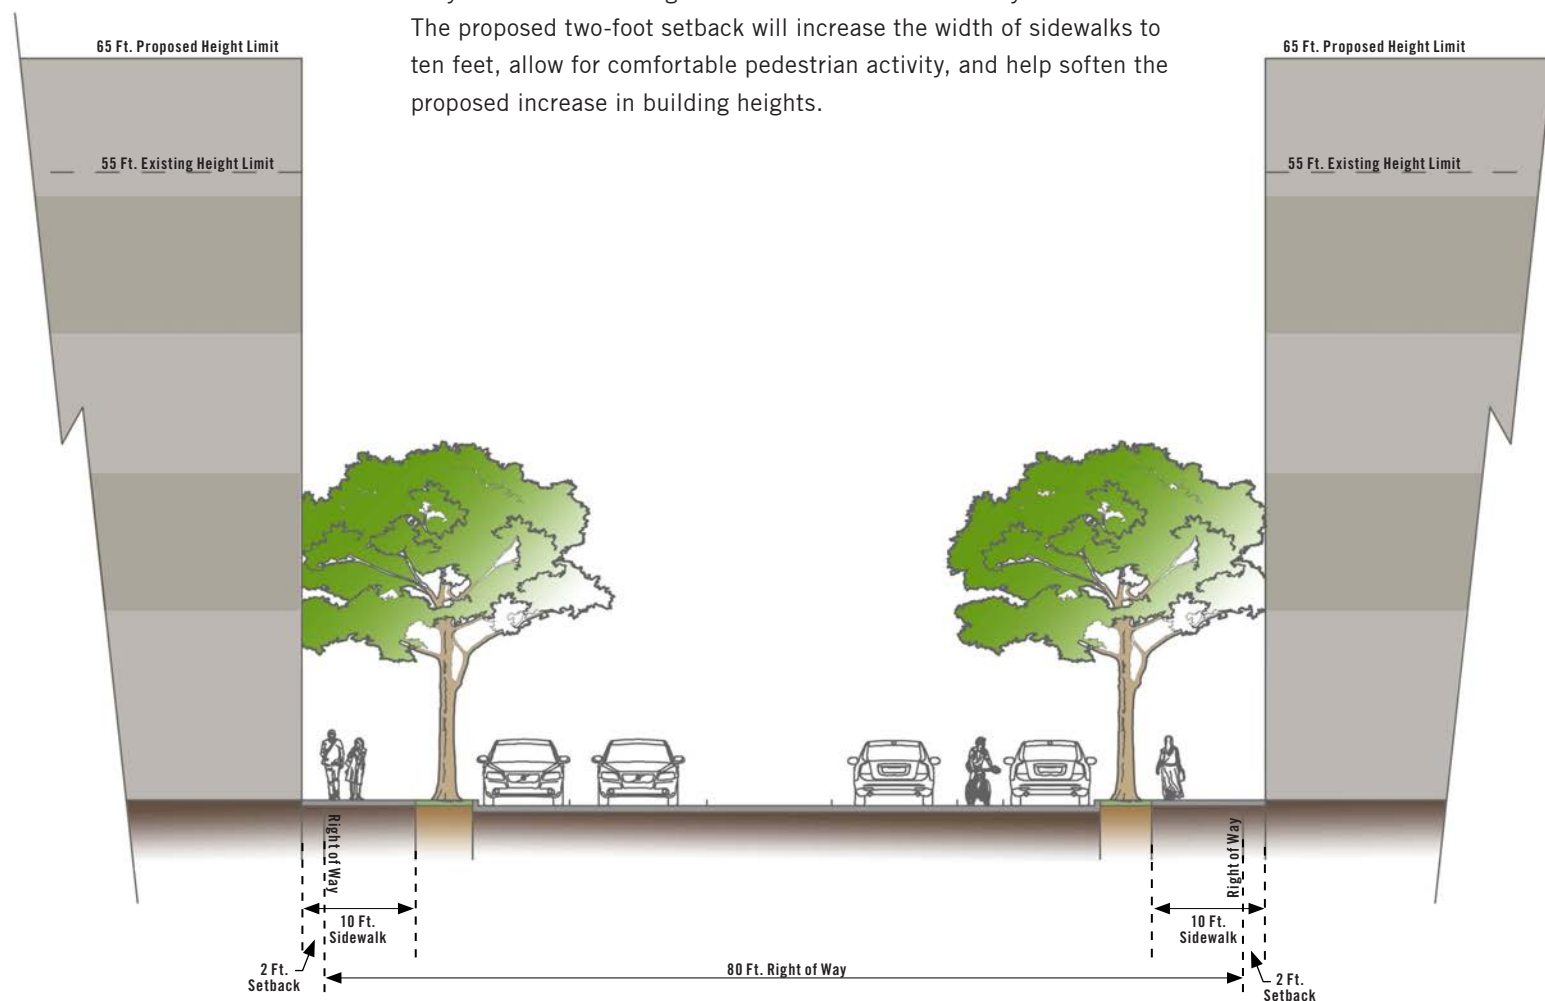 The proposed two-foot setback will increase the width of sidewalks to
ten feet, allow for comfortable pedestrian activity, and help soften the
proposed increase in building heights.
65 Ft. Proposed Height Limit
65 Ft. Proposed Height Limit
55 Ft. Existing Height Limit
55 Ft. Existing Height Limit
Right of Way
Right of Way
10 Ft.
Sidewalk
10 Ft.
Sidewalk
2 Ft.
Setback
80 Ft. Right of Way
2 Ft.
Setback